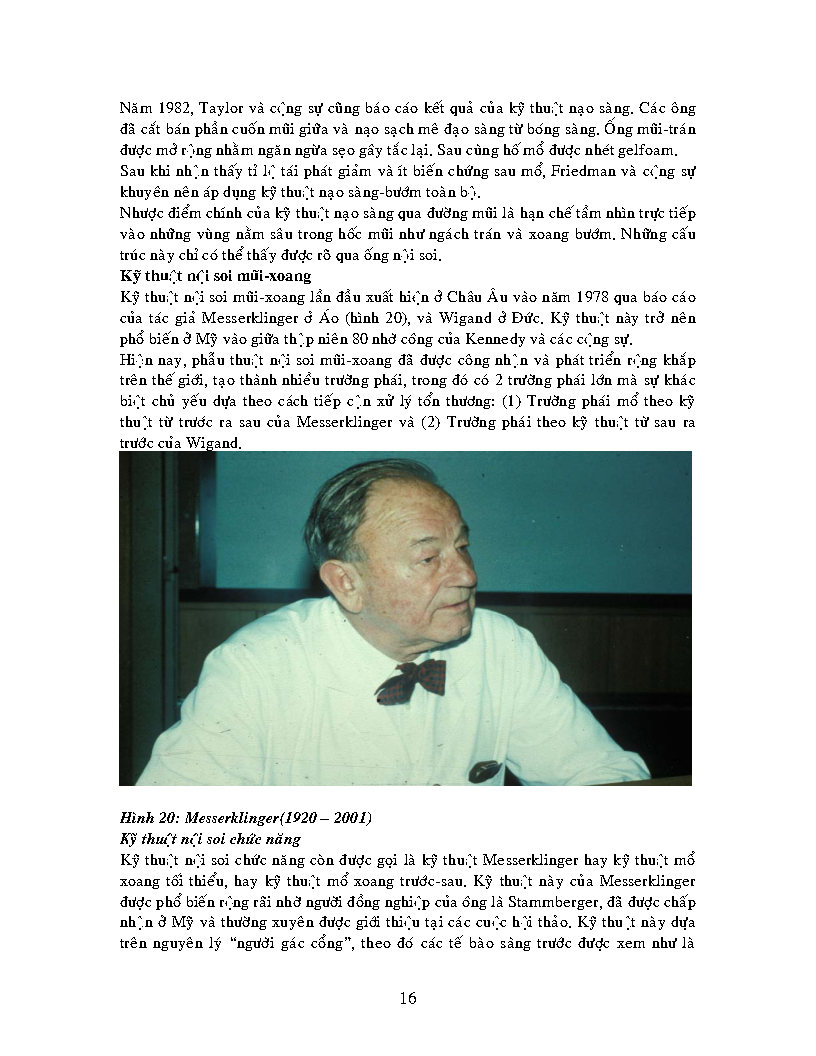 Năm 1982, Taylor và cộng sự cũng báo cáo kết quả của kỹ thuật nạo sàng. Các ông
đã cắt bán phần cuốn mũi giữa và nạo sạch mê đạo sàng từ bóng sàng. Ống mũi-trán
được mở rộng nhằm ngăn ngừa sẹo gây tắc lại. Sau cùng hố mổ được nhét gelfoam.
Sau khi nhận thấy tỉ lệ tái phát giảm và ít biến chứng sau mổ, Friedman và cộng sự
khuyên nên áp dụng kỹ thuật nạo sàng-bướm toàn bộ.
Nhược điểm chính của kỹ thuật nạo sàng qua đường mũi là hạn chế tầm nhìn trực tiếp
vào những vùng nằm sâu trong hốc mũi như ngách trán và xoang bướm. Những cấu
trúc này chỉ có thể thấy được rõ qua ống nội soi.
Kỹ thuật nội soi mũi-xoang
Kỹ thuật nội soi mũi-xoang lần đầu xuất hiện ở Châu Âu vào năm 1978 qua báo cáo
của tác giả Messerklinger ở Áo (hình 20), và Wigand ở Đức. Kỹ thuật này trở nên
phổ biến ở Mỹ vào giữa thập niên 80 nhờ công của Kennedy và các cộng sự.
Hiện nay, phẫu thuật nội soi mũi-xoang đã được công nhận và phát triển rộng khắp
trên thế giới, tạo thành nhiều trường phái, trong đó có 2 trường phái lớn mà sự khác
biệt chủ yếu dựa theo cách tiếp cận xử lý tổn thương: (1) Trường phái mổ theo kỹ
thuật từ trước ra sau của Messerklinger và (2) Trường phái theo kỹ thuật từ sau ra
trước của Wigand.
Hình 20: Messerklinger(1920 – 2001)
Kỹ thuật nội soi chức năng
Kỹ thuật nội soi chức năng còn được gọi là kỹ thuật Messerklinger hay kỹ thuật mổ
xoang tối thiểu, hay kỹ thuật mổ xoang trước-sau. Kỹ thuật này của Messerklinger
được phổ biến rộng rãi nhờ người đồng nghiệp của ông là Stammberger, đã được chấp
nhận ở Mỹ và thường xuyên được giới thiệu tại các cuộc hội thảo. Kỹ thuật này dựa
trên nguyên lý “người gác cổng”, theo đó các tế bào sàng trước được xem như là
16